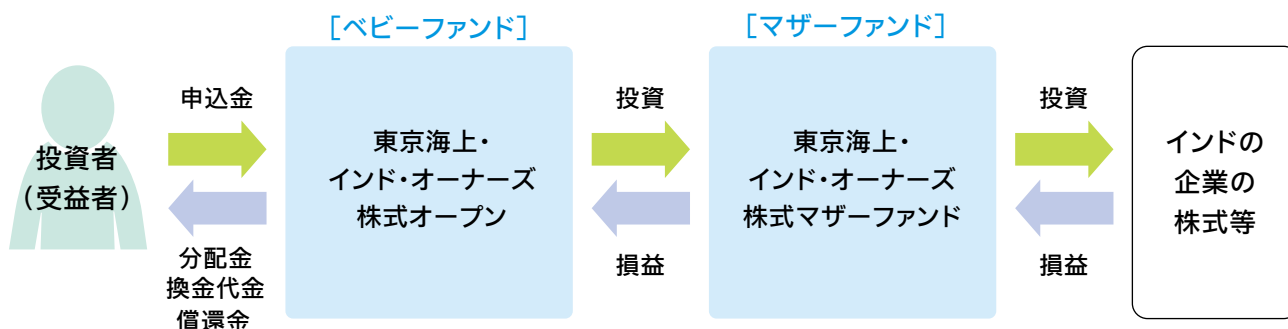 [ベビーファンド]
[マザーファンド]
投資者
(受益者)
申込金
分配金
換金代金
償還金
東京海上・
インド・オーナーズ
株式オープン
投資
損益
東京海上・
インド・オーナーズ
株式マザーファンド
投資
損益
インドの
企業の
株式等